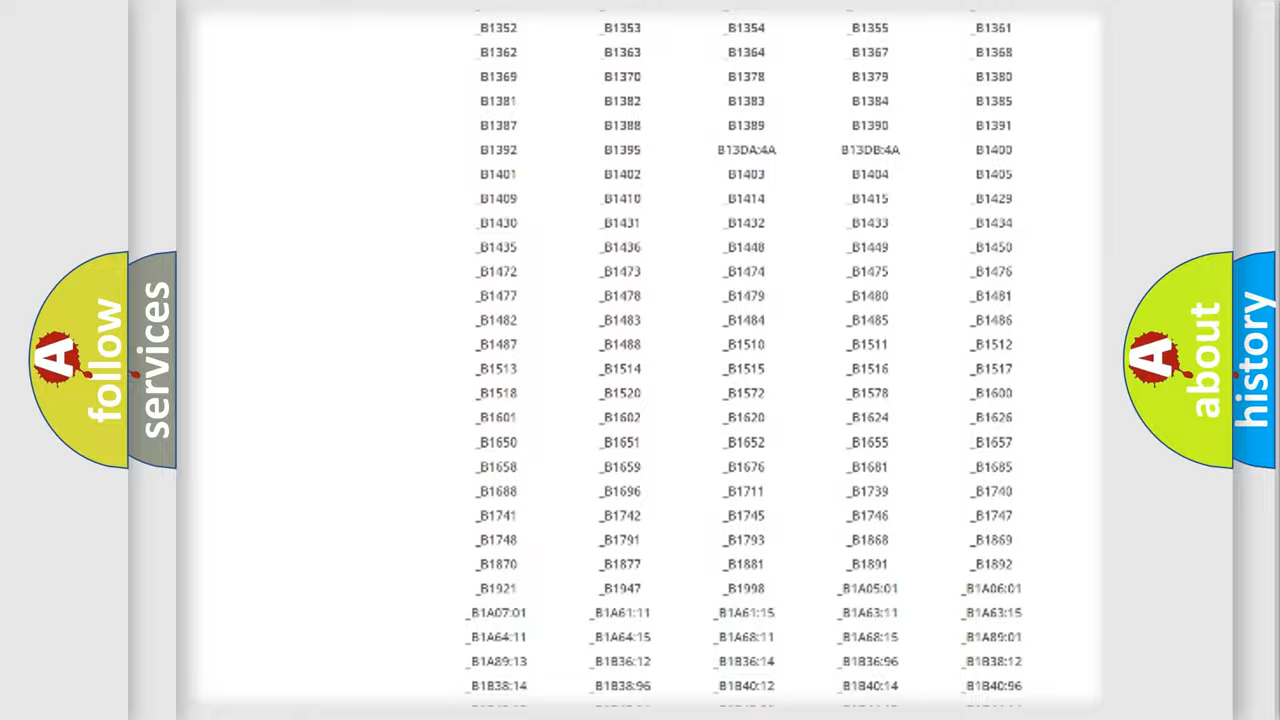 follow
services
_B1352 _B1353 _B1354 _B1355 _B1361
_B1362 _B1363 _B1364 _B1367 _B1368
_B1369 _B1370 _B1378 _B1379 _B1380
_B1381 _B1382 _B1383 _B1384 _B1385
_B1387 _B1388 _B1389 _B1390 _B1391
_B1392 _B1395 _B13DA:4A _B13DB:4A _B1400
_B1401 _B1402 _B1403 _B1404 _B1405
_B1409 _B1410 _B1414 _B1415 _B1429
_B1430 _B1431 _B1432 _B1433 _B1434
_B1435 _B1436 _B1448 _B1449 _B1450
_B1472 _B1473 _B1474 _B1475 _B1476
_B1477 _B1478 _B1479 _B1480 _B1481
_B1482 _B1483 _B1484 _B1485 _B1486
_B1487 _B1488 _B1510 _B1511 _B1512
_B1513 _B1514 _B1515 _B1516 _B1517
_B1518 _B1520 _B1572 _B1578 _B1600
_B1601 _B1602 _B1620 _B1624 _B1626
_B1650 _B1651 _B1652 _B1655 _B1657
_B1658 _B1659 _B1676 _B1681 _B1685
_B1688 _B1696 _B1711 _B1739 _B1740
_B1741 _B1742 _B1745 _B1746 _B1747
_B1748 _B1791 _B1793 _B1868 _B1869
_B1870 _B1877 _B1881 _B1891 _B1892
_B1921 _B1947 _B1998 _B1A05:01 _B1A06:01
_B1A07:01 _B1A61:11 _B1A61:15 _B1A63:11 _B1A63:15
_B1A64:11 _B1A64:15 _B1A68:11 _B1A68:15 _B1A89:01
_B1A89:13 _B1B36:12 _B1B36:14 _B1B36:96 _B1B38:12
_B1B38:14 _B1B38:96 _B1B40:12 _B1B40:14 _B1B40:96
A
about
history